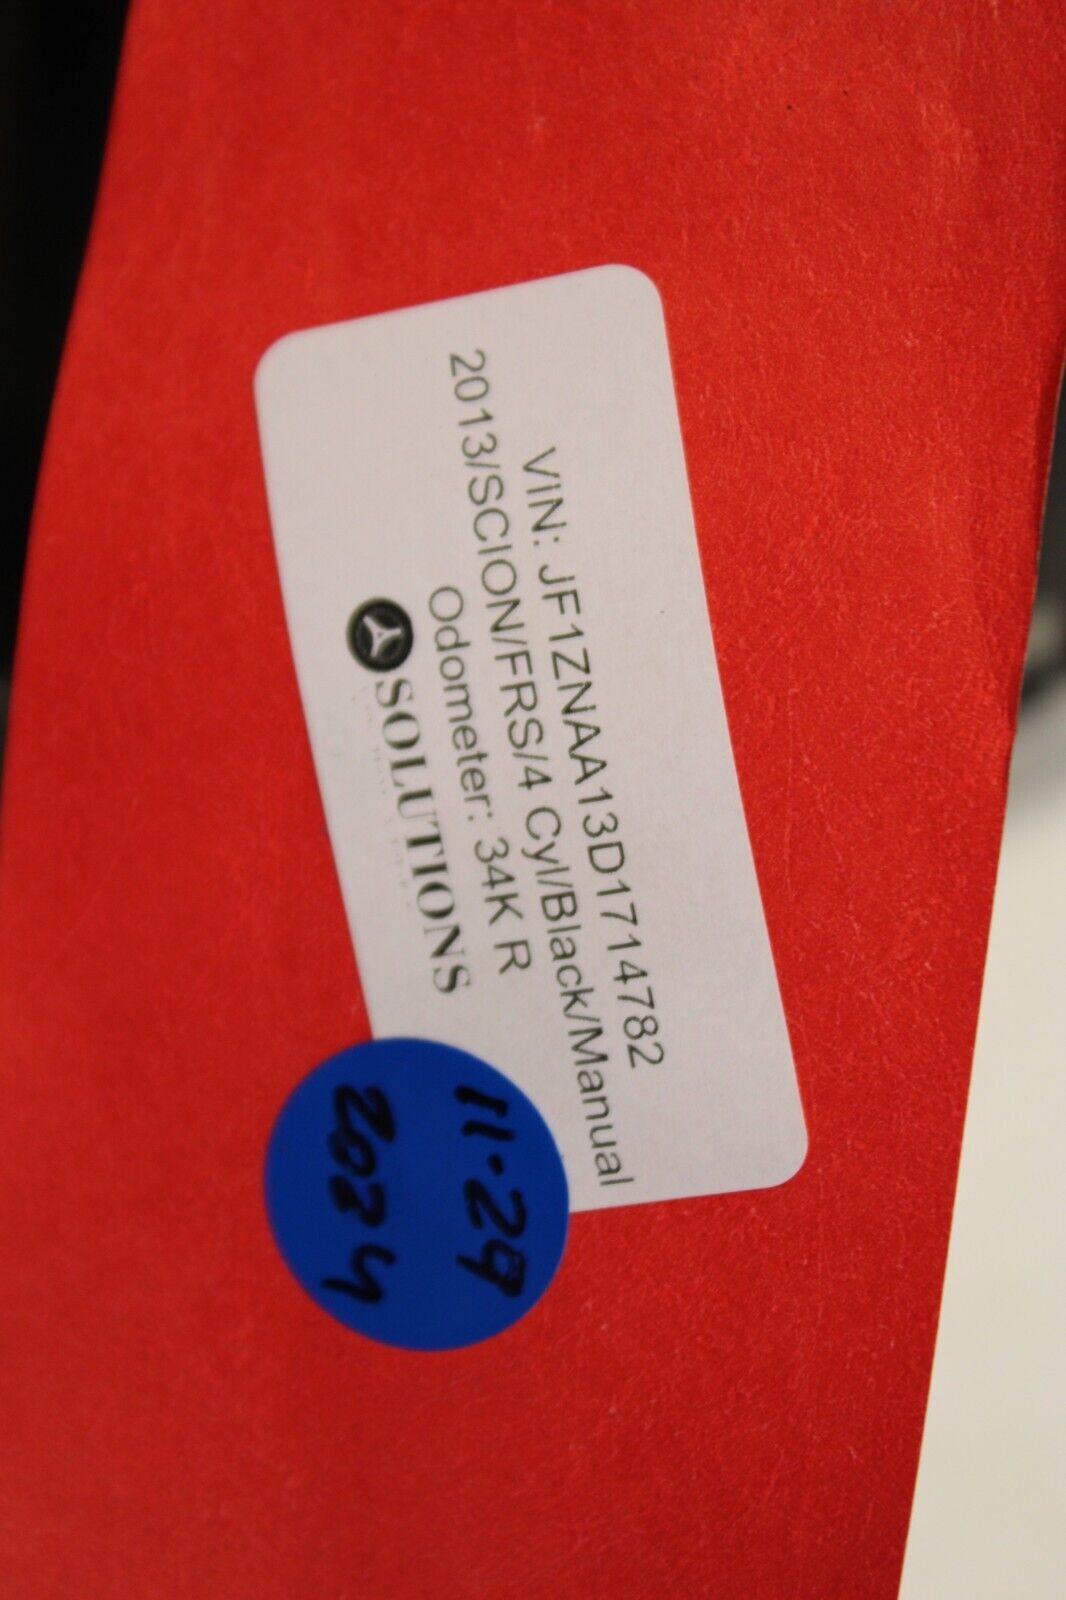 VIN: JF1ZNAA13D1714782
2013/SCION/FRS/4 Cyl/Black/Manual
Odometer: 34K R
SOLUTIONS
11-29
2024